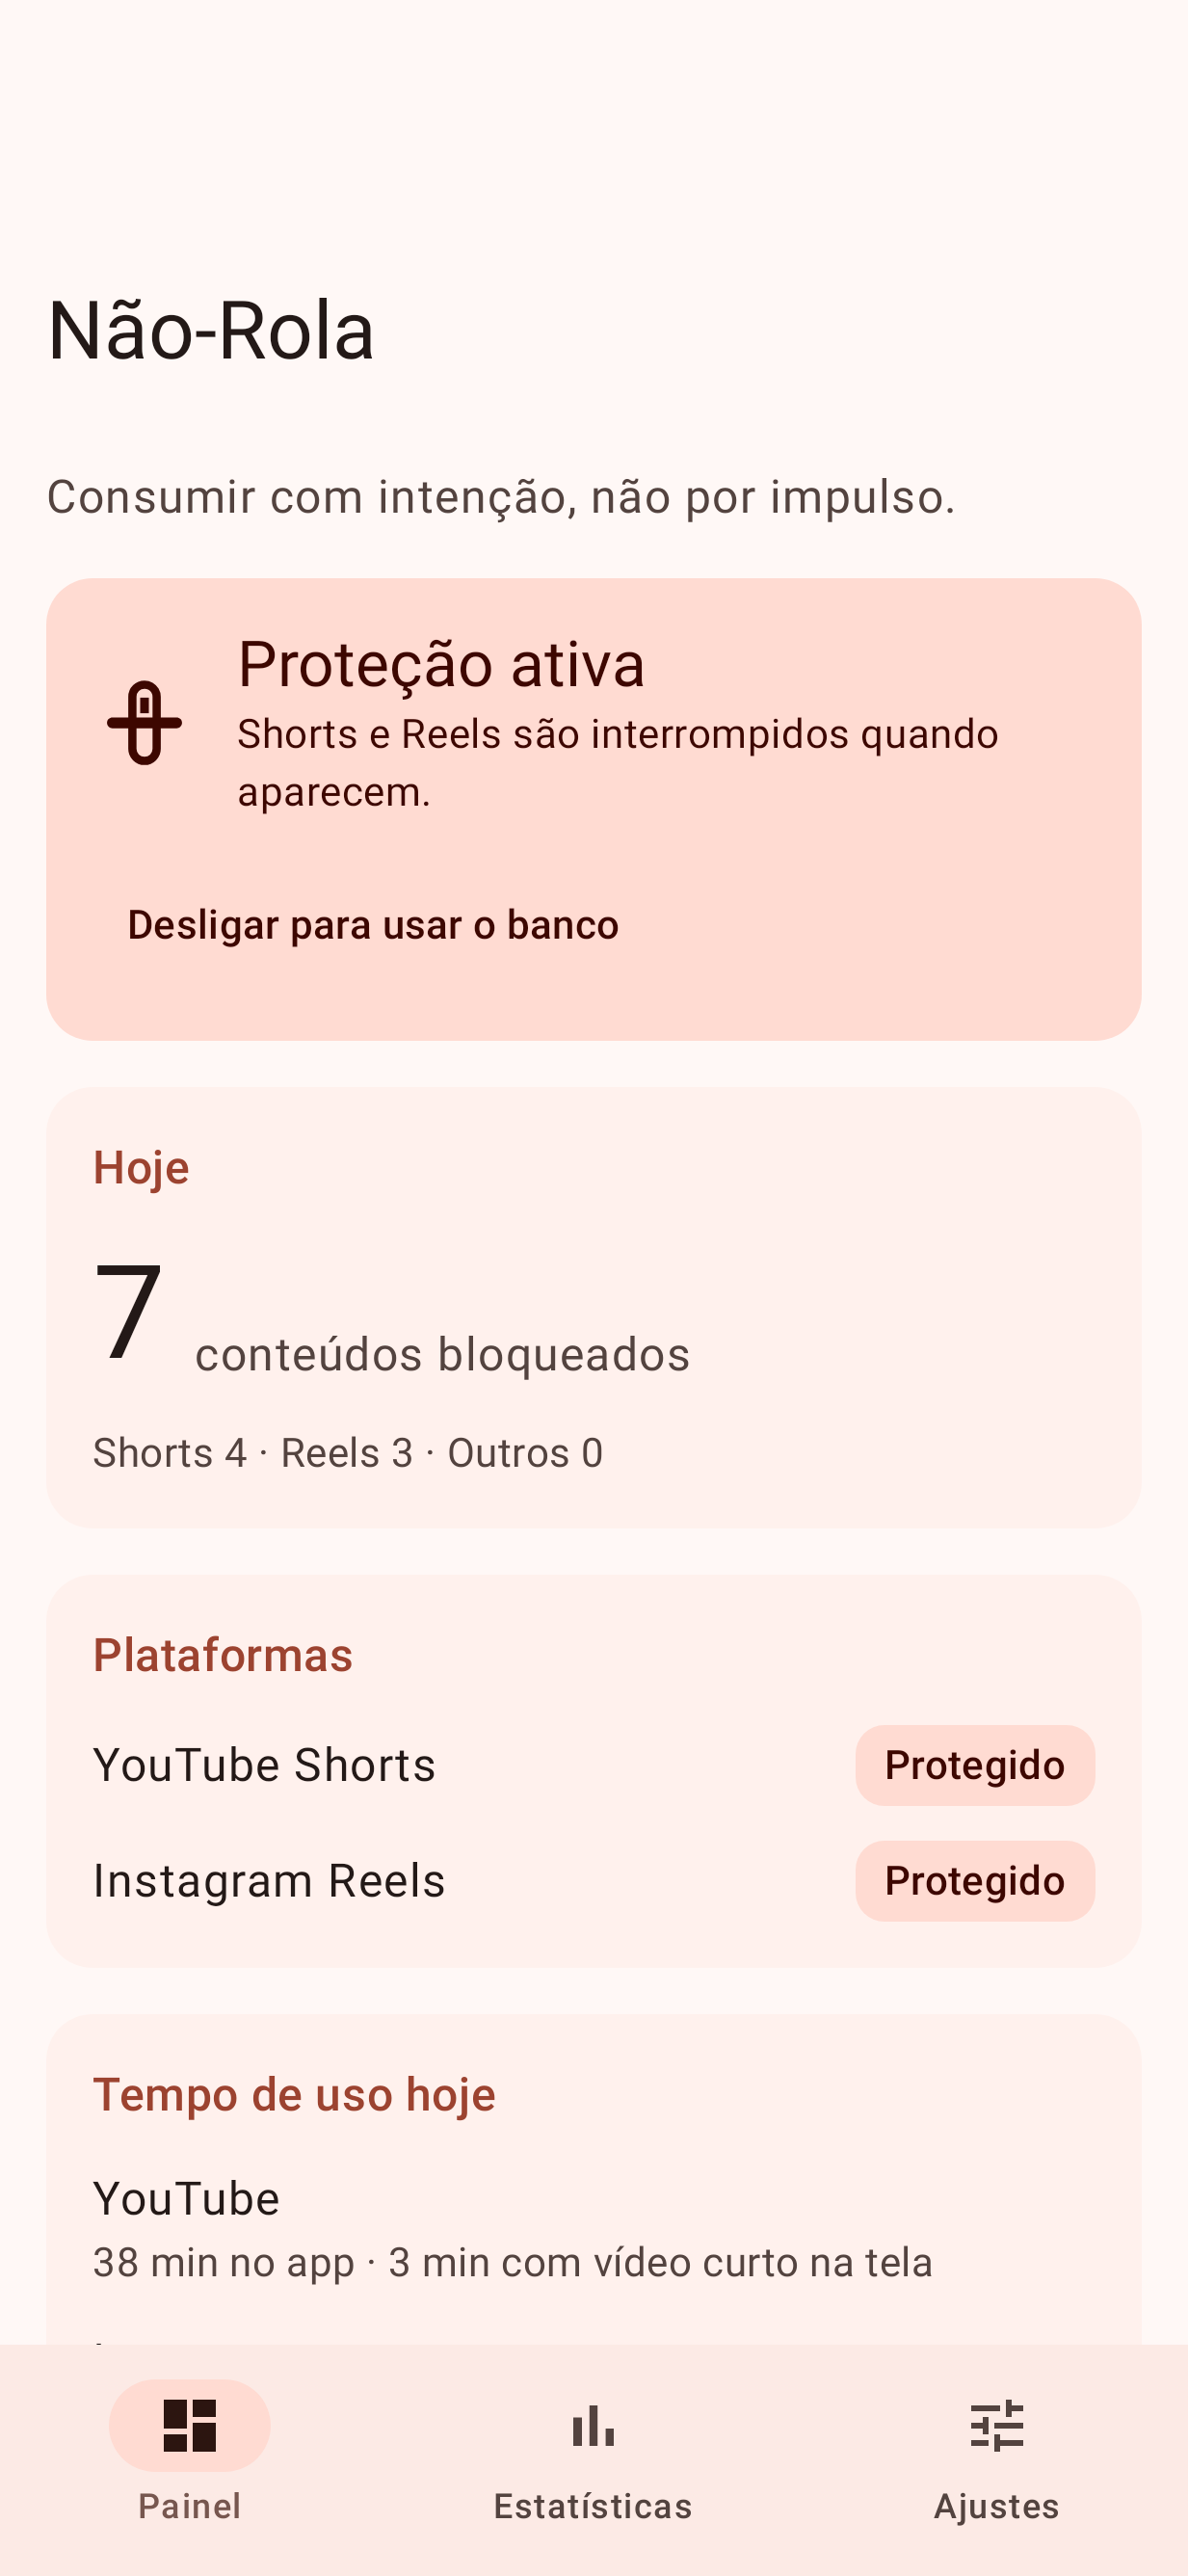 Não-Rola
Consumir com intenção, não por impulso.
Proteção ativa
Shorts e Reels são interrompidos quando
aparecem.
Desligar para usar o banco
Hoje
7 conteúdos bloqueados
Shorts 4 · Reels 3 · Outros 0
Plataformas
YouTube Shorts Protegido
Instagram Reels Protegido
Tempo de uso hoje
YouTube
38 min no app · 3 min com vídeo curto na tela
Painel Estatísticas Ajustes